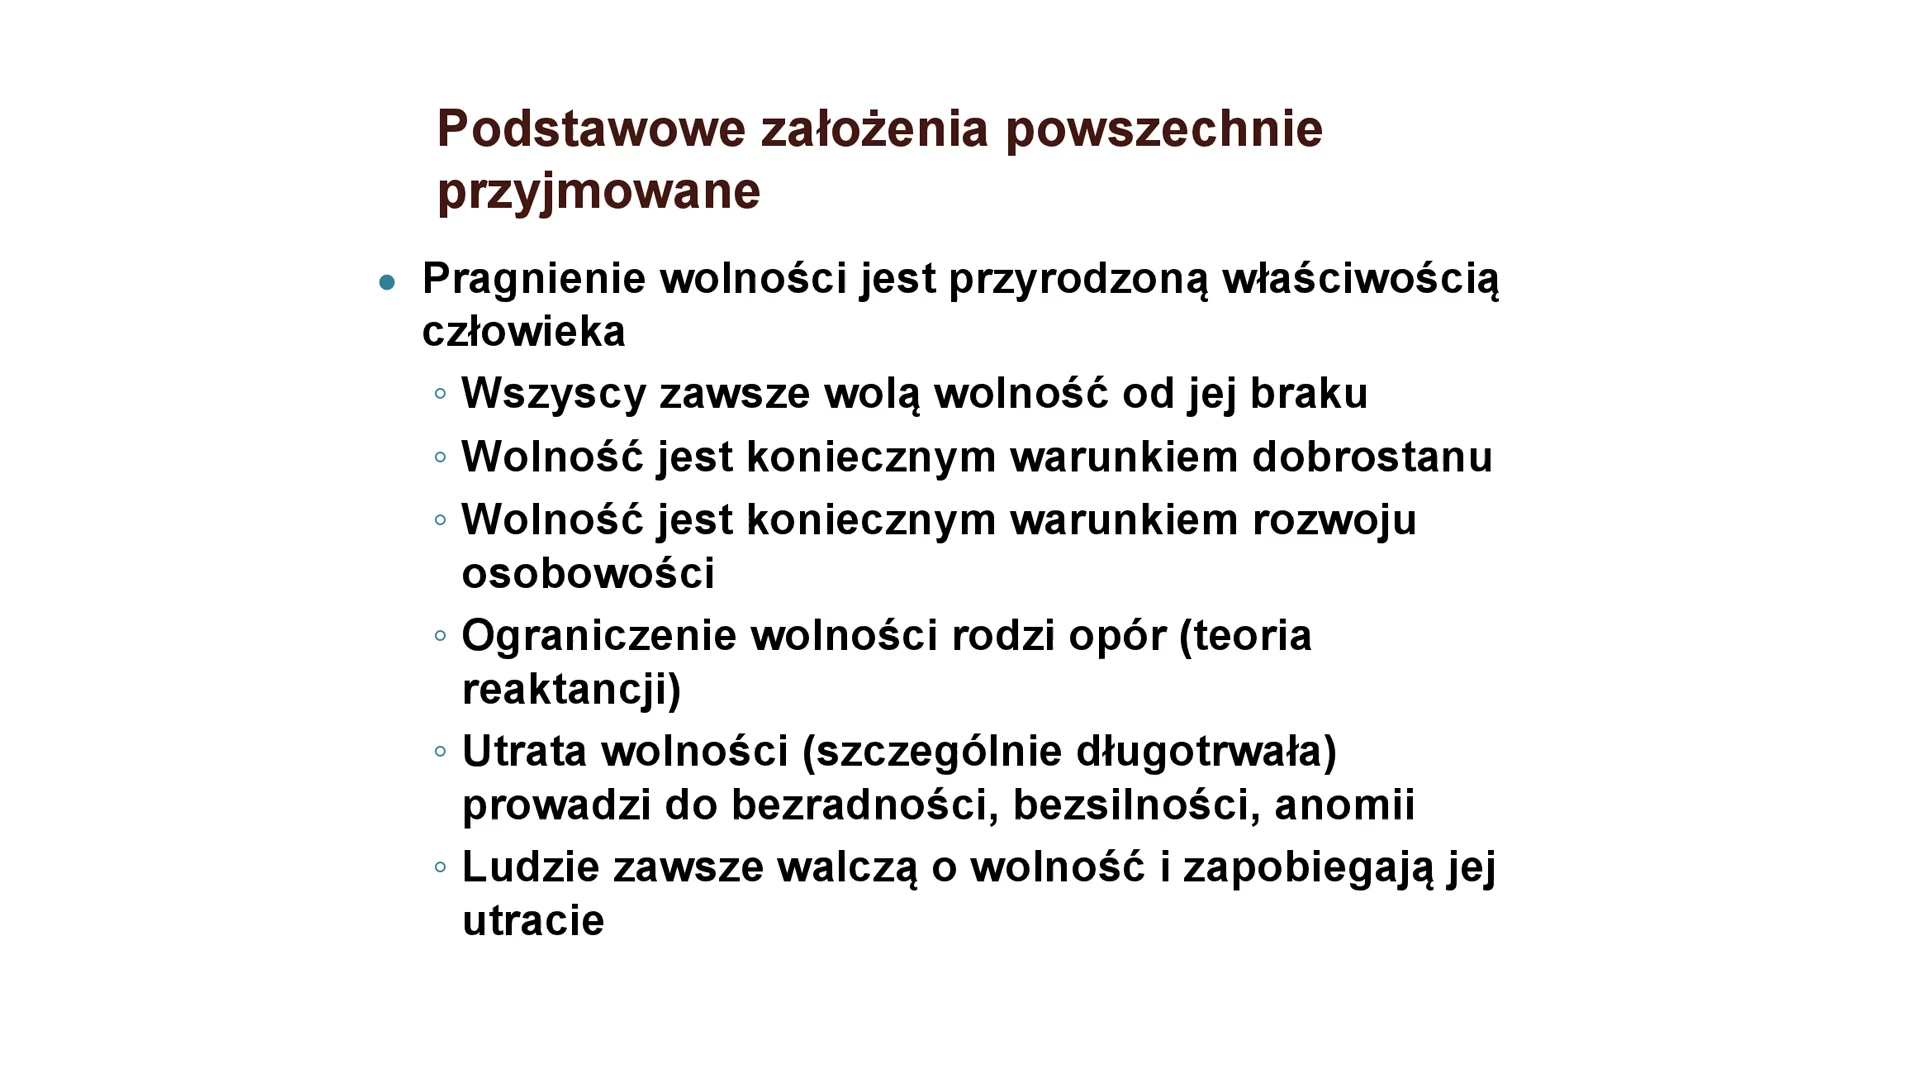 Podstawowe założenia powszechnie
przyjmowane
• Pragnienie wolności jest przyrodzoną właściwością
człowieka
◦ Wszyscy zawsze wolą wolność od jej braku
◦ Wolność jest koniecznym warunkiem dobrostanu
◦ Wolność jest koniecznym warunkiem rozwoju
osobowości
◦ Ograniczenie wolności rodzi opór (teoria
reaktancji)
◦ Utrata wolności (szczególnie długotrwała)
prowadzi do bezradności, bezsilności, anomii
◦ Ludzie zawsze walczą o wolność i zapobiegają jej
utracie